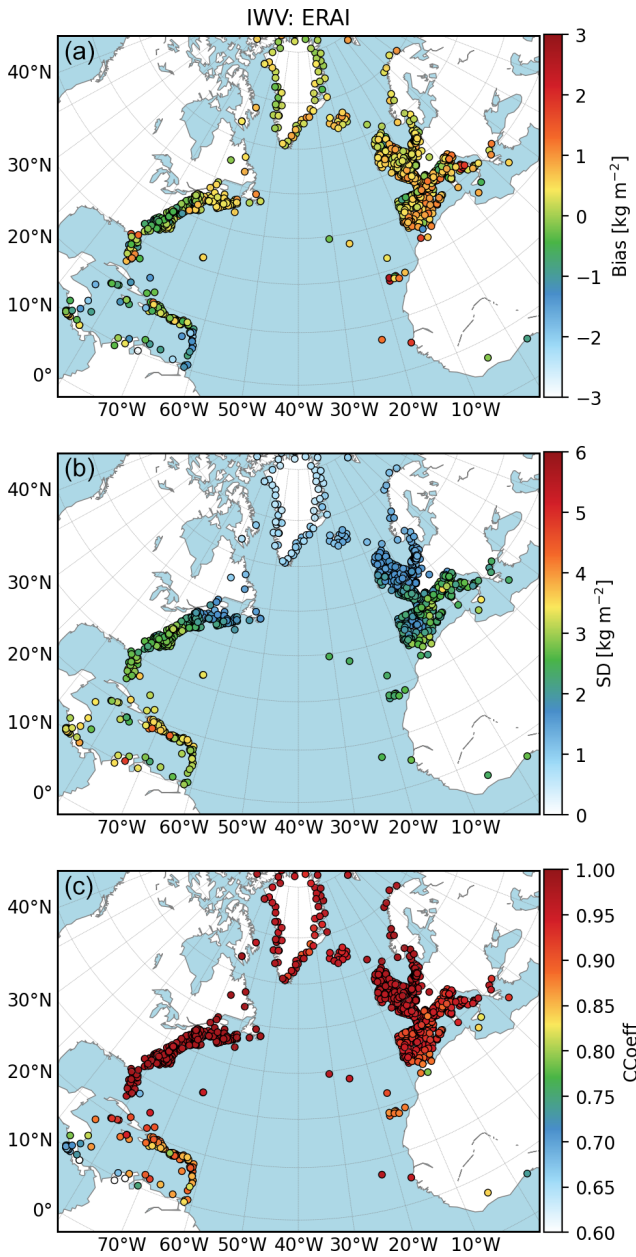 IWV: ERAI
(a)
40°N
30°N
20°N
10°N
0°
70°W 60°W 50°W 40°W 30°W 20°W 10°W
3
2
1
0
−1
−2
−3
Bias [kg m⁻²]
(b)
40°N
30°N
20°N
10°N
0°
70°W 60°W 50°W 40°W 30°W 20°W 10°W
6
5
4
3
2
1
0
SD [kg m⁻²]
(c)
40°N
30°N
20°N
10°N
0°
70°W 60°W 50°W 40°W 30°W 20°W 10°W
1.00
0.95
0.90
0.85
0.80
0.75
0.70
0.65
0.60
CCoeff